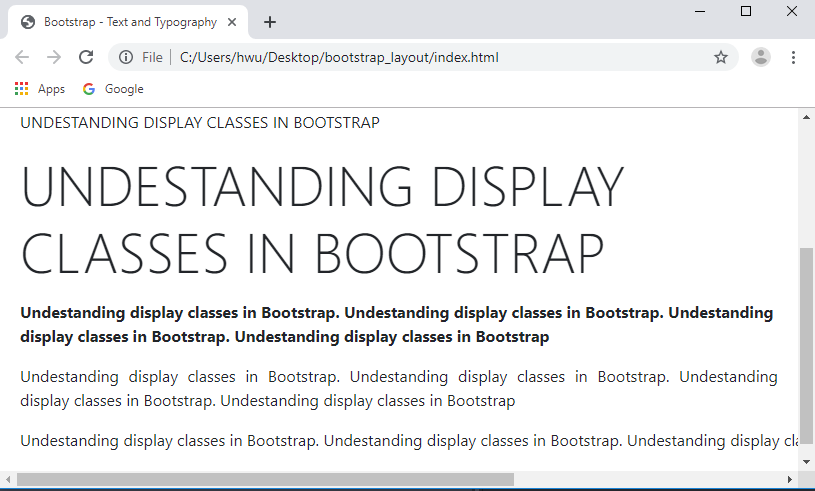 Bootstrap - Text and Typography
File
C:/Users/hwu/Desktop/bootstrap_layout/index.html
Apps Google
UNDESTANDING DISPLAY CLASSES IN BOOTSTRAP
UNDESTANDING DISPLAY
CLASSES IN BOOTSTRAP
Undestanding display classes in Bootstrap. Undestanding display classes in Bootstrap. Undestanding
display classes in Bootstrap. Undestanding display classes in Bootstrap
Undestanding display classes in Bootstrap. Undestanding display classes in Bootstrap. Undestanding
display classes in Bootstrap. Undestanding display classes in Bootstrap
Undestanding display classes in Bootstrap. Undestanding display classes in Bootstrap. Undestanding display cla